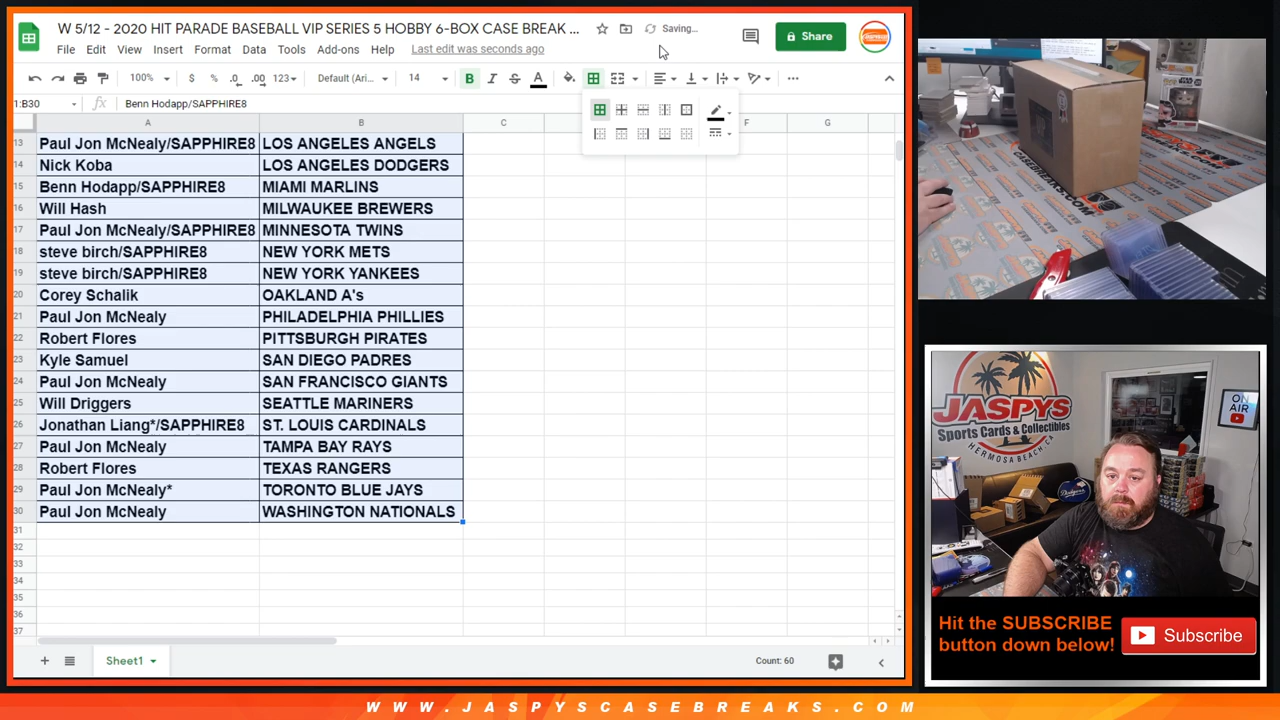 W 5/12 - 2020 HIT PARADE BASEBALL VIP SERIES 5 HOBBY 6-BOX CASE BREAK ...
Saving...
Share
File Edit View Insert Format Data Tools Add-ons Help Last edit was seconds ago
100% $ % .0 .00 123 Default (Ari... 14 B I S A
1:B30 fx Benn Hodapp/SAPPHIRE8
A B C F G
13 Paul Jon McNealy/SAPPHIRE8 LOS ANGELES ANGELS
14 Nick Koba LOS ANGELES DODGERS
15 Benn Hodapp/SAPPHIRE8 MIAMI MARLINS
16 Will Hash MILWAUKEE BREWERS
17 Paul Jon McNealy/SAPPHIRE8 MINNESOTA TWINS
18 steve birch/SAPPHIRE8 NEW YORK METS
19 steve birch/SAPPHIRE8 NEW YORK YANKEES
20 Corey Schalik OAKLAND A's
21 Paul Jon McNealy PHILADELPHIA PHILLIES
22 Robert Flores PITTSBURGH PIRATES
23 Kyle Samuel SAN DIEGO PADRES
24 Paul Jon McNealy SAN FRANCISCO GIANTS
25 Will Driggers SEATTLE MARINERS
26 Jonathan Liang*/SAPPHIRE8 ST. LOUIS CARDINALS
27 Paul Jon McNealy TAMPA BAY RAYS
28 Robert Flores TEXAS RANGERS
29 Paul Jon McNealy* TORONTO BLUE JAYS
30 Paul Jon McNealy WASHINGTON NATIONALS
31
32
33
34
35
36
37
Sheet1
Count: 60
JASPYS
Sports Cards & Collectibles
HERMOSA BEACH, CA
ON
AIR
Dodgers
Hit the SUBSCRIBE
button down below!
Subscribe
WWW.JASPYSCASEBREAKS.COM